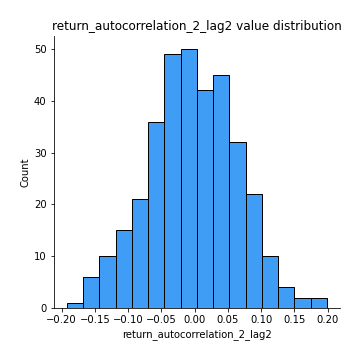 return_autocorrelation_2_lag2 value distribution
50
40
30
20
10
0
Count
−0.20 −0.15 −0.10 −0.05 0.00 0.05 0.10 0.15 0.20
return_autocorrelation_2_lag2